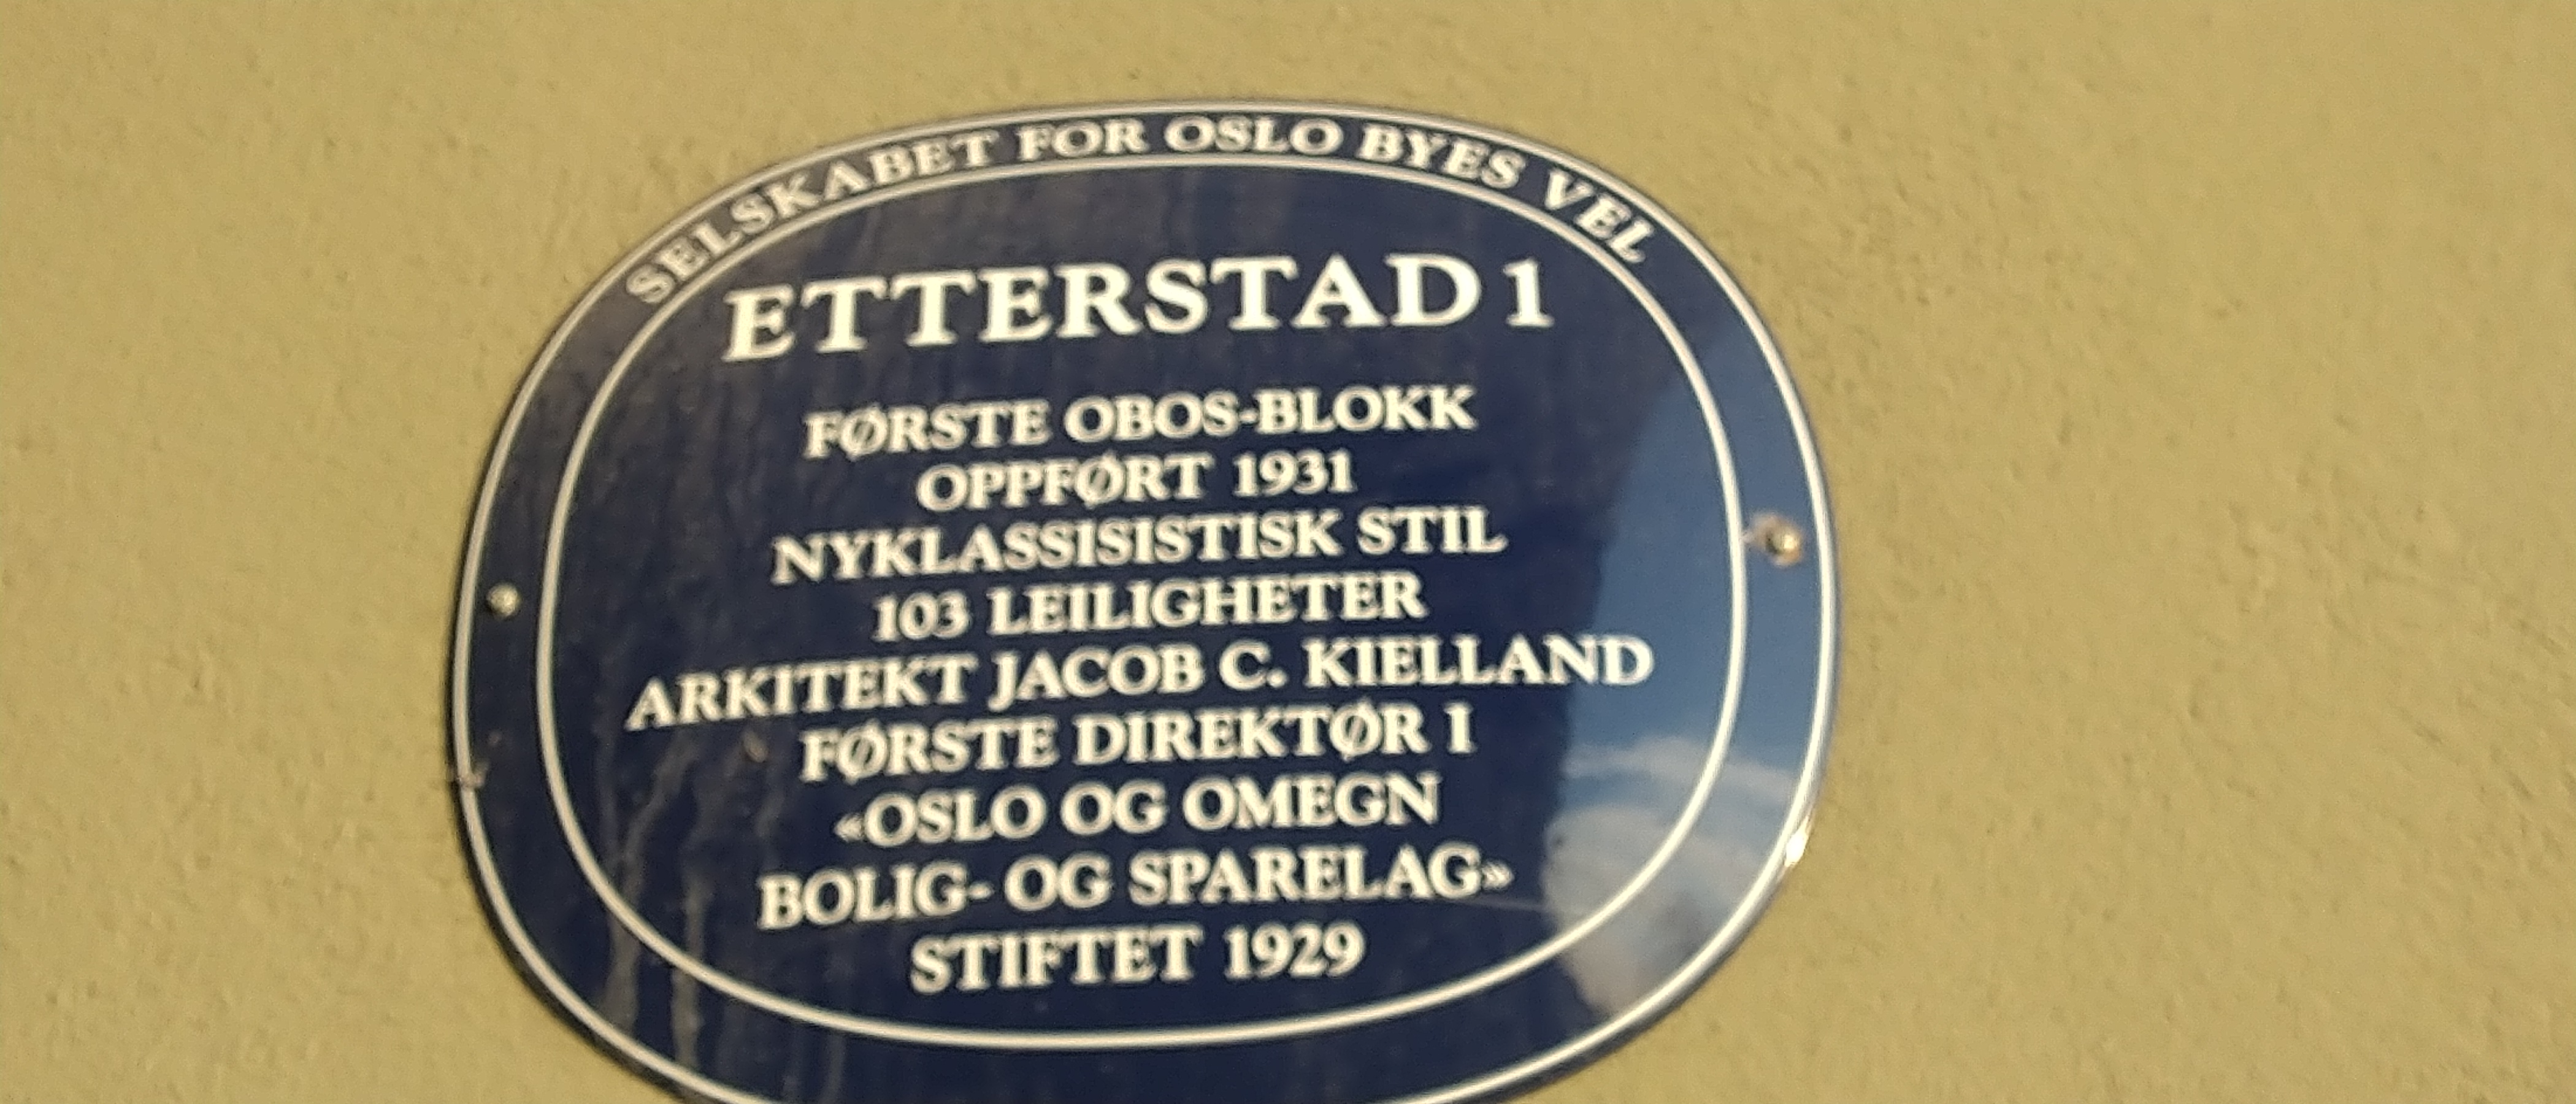 SELSKABET FOR OSLO BYES VEL
ETTERSTAD 1
FØRSTE OBOS-BLOKK
OPPFØRT 1931
NYKLASSISISTISK STIL
103 LEILIGHETER
ARKITEKT JACOB C. KIELLAND
FØRSTE DIREKTØR I
«OSLO OG OMEGN
BOLIG- OG SPARELAG»
STIFTET 1929